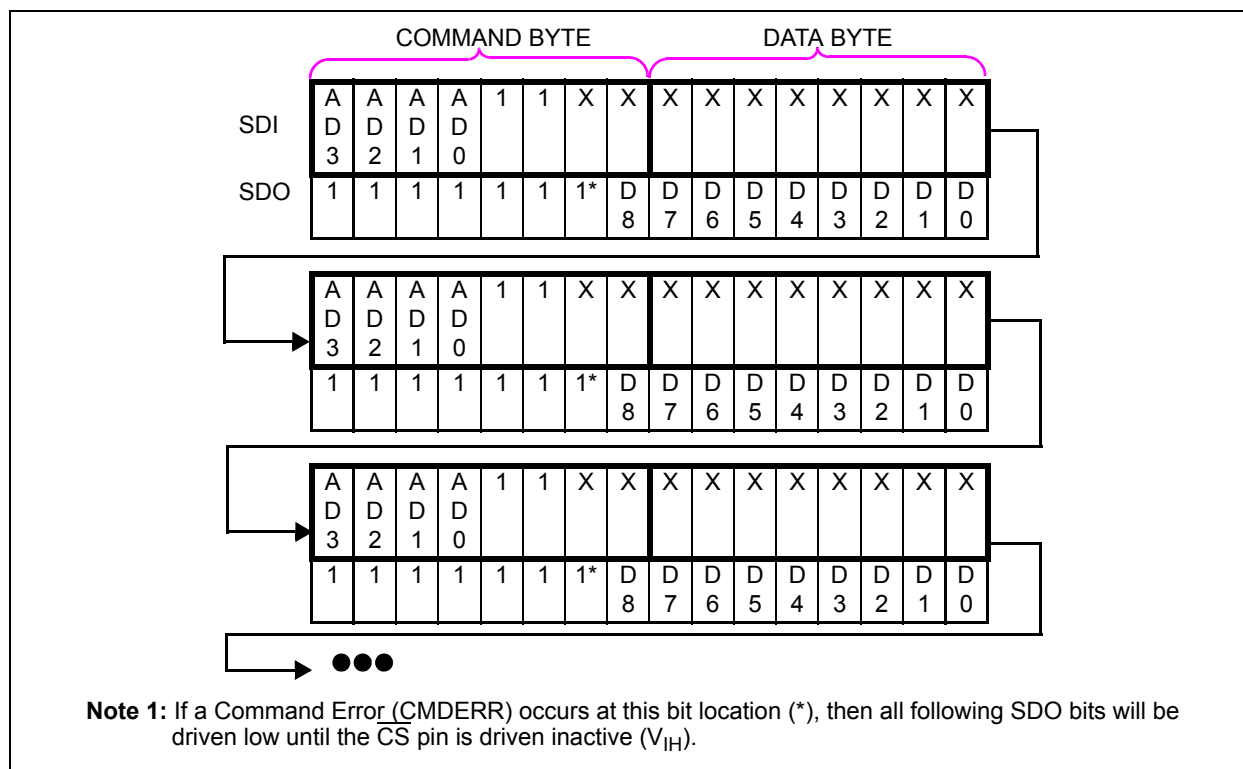 COMMAND BYTE DATA BYTE
SDI A A A A 1 1 X X X X X X X X X X
D D D D
3 2 1 0
SDO 1 1 1 1 1 1 1* D D D D D D D D D
8 7 6 5 4 3 2 1 0
A A A A 1 1 X X X X X X X X X X
D D D D
3 2 1 0
1 1 1 1 1 1 1* D D D D D D D D D
8 7 6 5 4 3 2 1 0
A A A A 1 1 X X X X X X X X X X
D D D D
3 2 1 0
1 1 1 1 1 1 1* D D D D D D D D D
8 7 6 5 4 3 2 1 0
●●●
Note 1: If a Command Error (CMDERR) occurs at this bit location (*), then all following SDO bits will be
driven low until the CS pin is driven inactive (VIH).